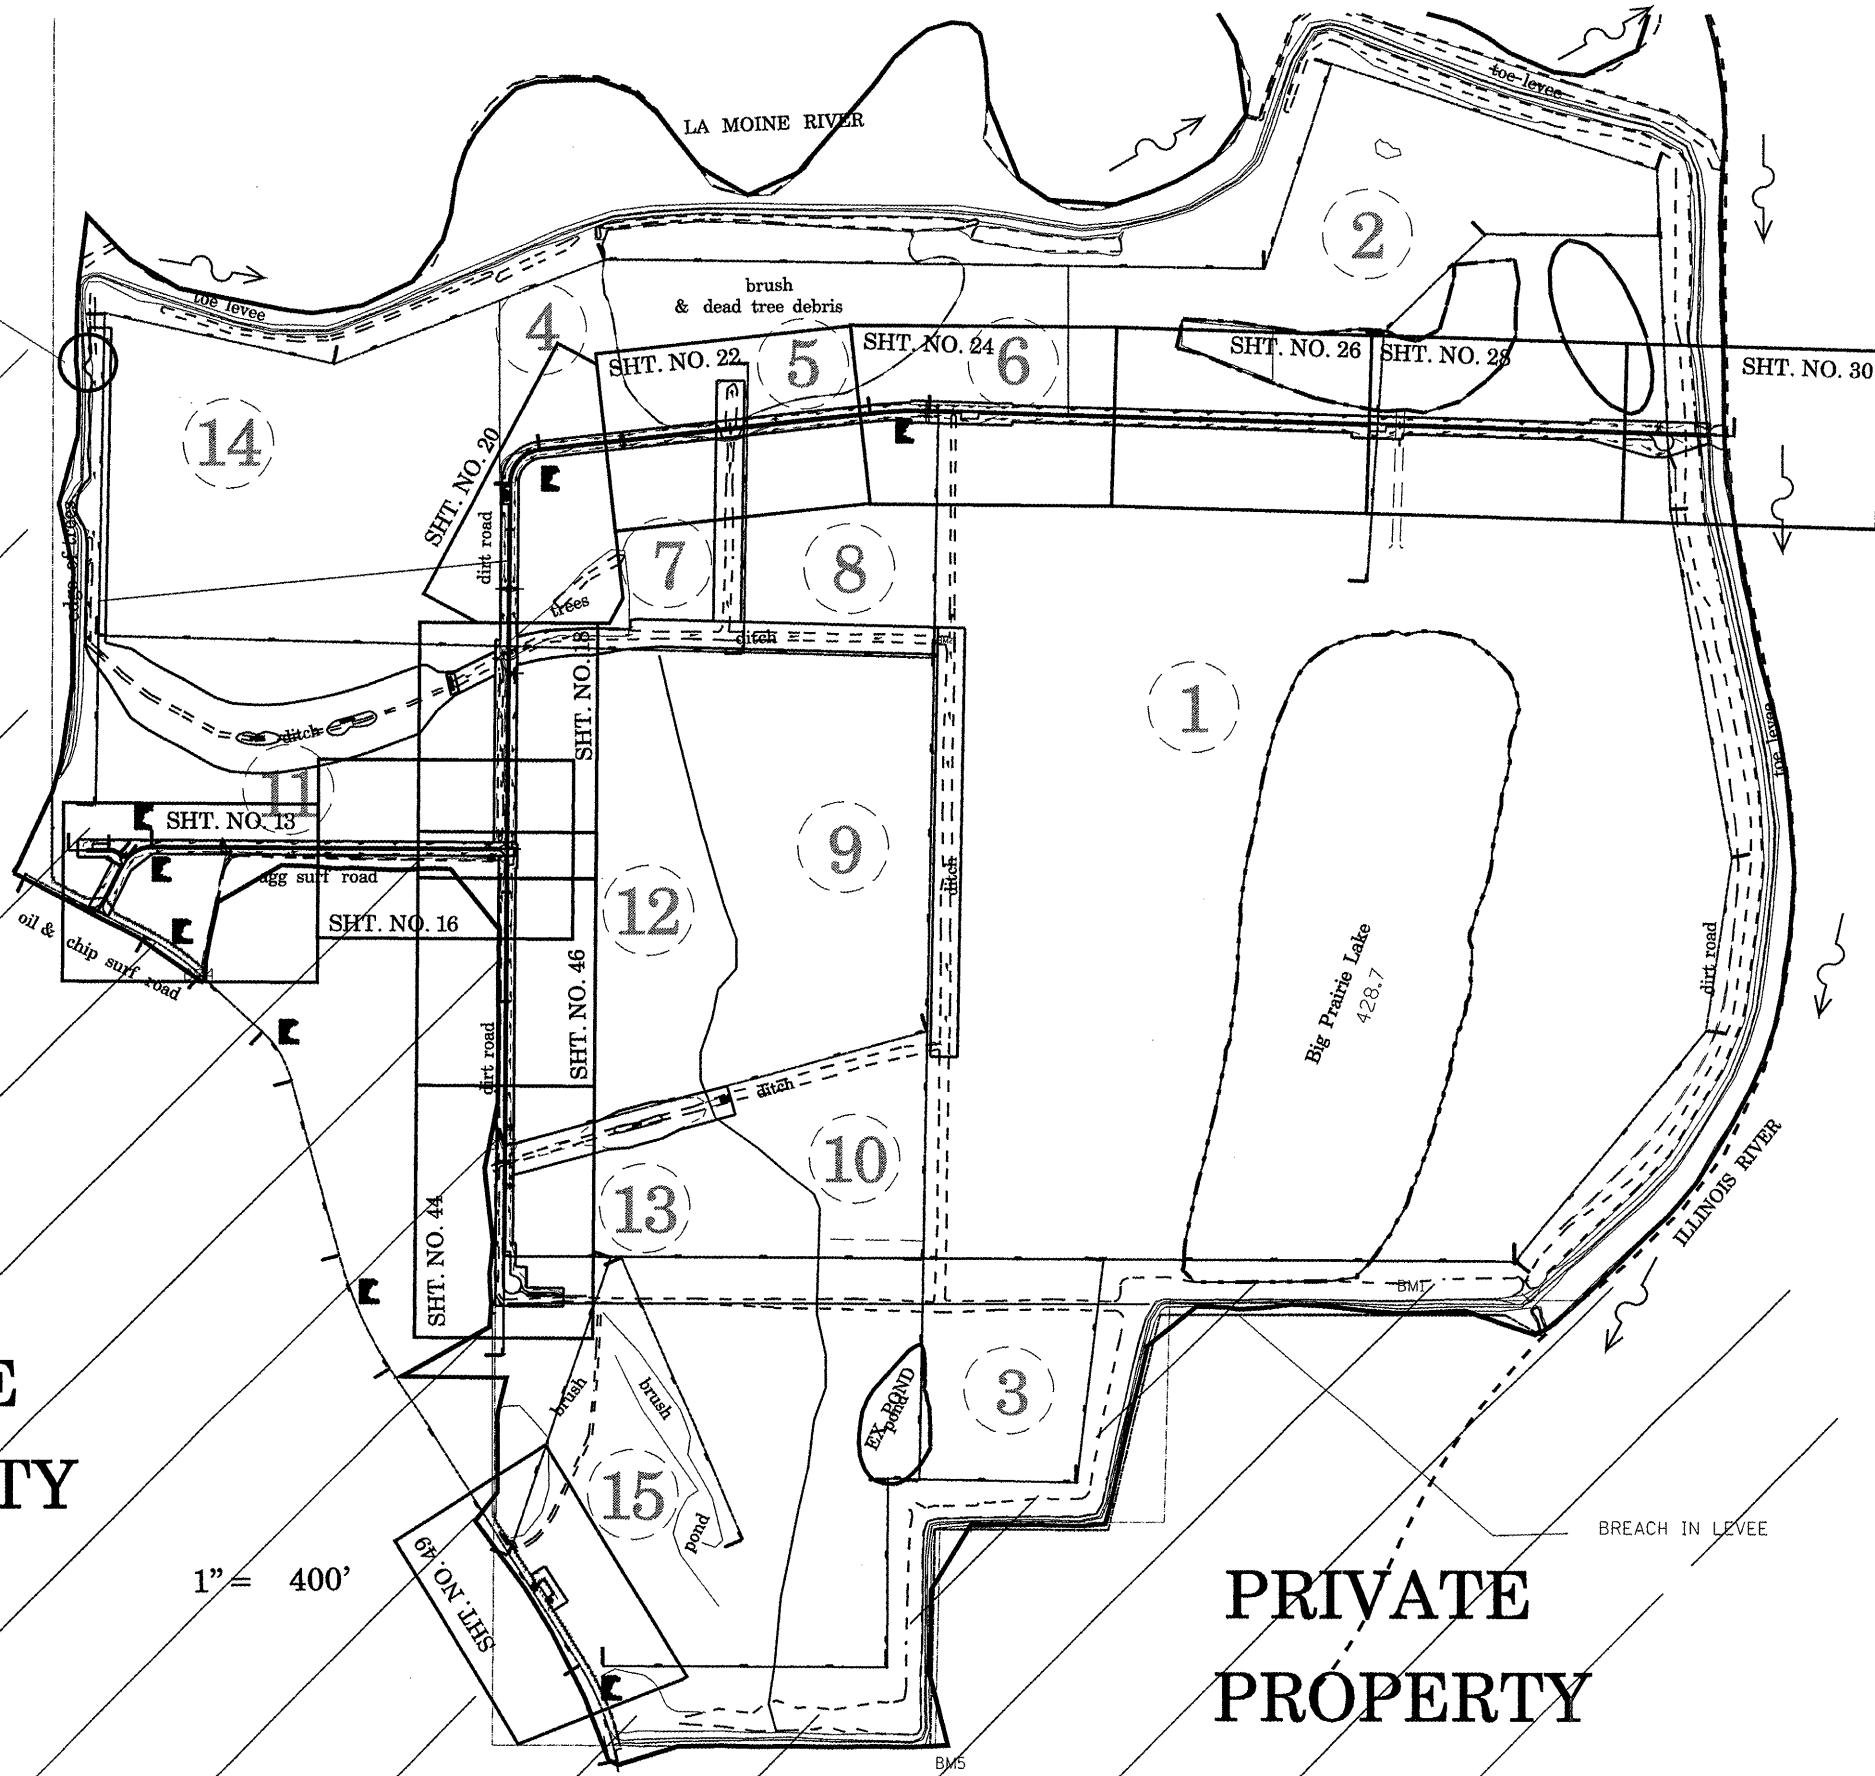 toe levee
LA MOINE RIVER
2
toe levee
4
brush
& dead tree debris
5
6
SHT. NO. 22
SHT. NO. 24
SHT. NO. 26
SHT. NO. 28
SHT. NO. 30
14
SHT. NO. 20
dirt road
edge of trees
7
8
trees
ditch
SHT. NO. 18
1
ditch
toe levee
11
SHT. NO. 13
9
ditch
agg surf road
12
SHT. NO. 16
oil & chip surf road
SHT. NO. 46
dirt road
Big Prairie Lake
428.7
dirt road
ditch
10
13
SHT. NO. 44
ILLINOIS RIVER
BM1
E
brush
brush
EX. POND
pond
3
TY
15
pond
SHT. NO. 49
BREACH IN LEVEE
1" = 400'
PRIVATE
PROPERTY
BM5